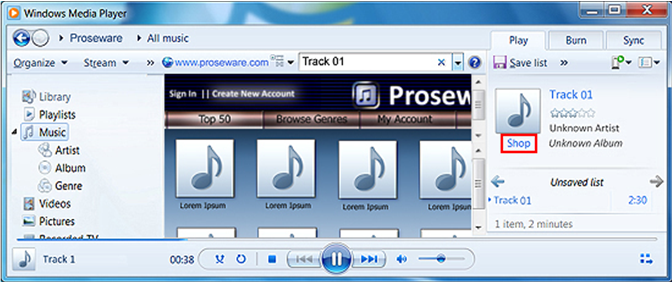 Windows Media Player
Proseware All music
Play Burn Sync
Organize Stream » www.proseware.com Track 01
Save list »
Library
Playlists
Music
Artist
Album
Genre
Videos
Pictures
Recorded TV
Sign In || Create New Account
Proseware
Top 50 Browse Genres My Account
Lorem Ipsum Lorem Ipsum Lorem Ipsum Lorem Ipsum
Track 01
Unknown Artist
Shop Unknown Album
Unsaved list
Track 01 2:30
1 item, 2 minutes
Track 1 00:38